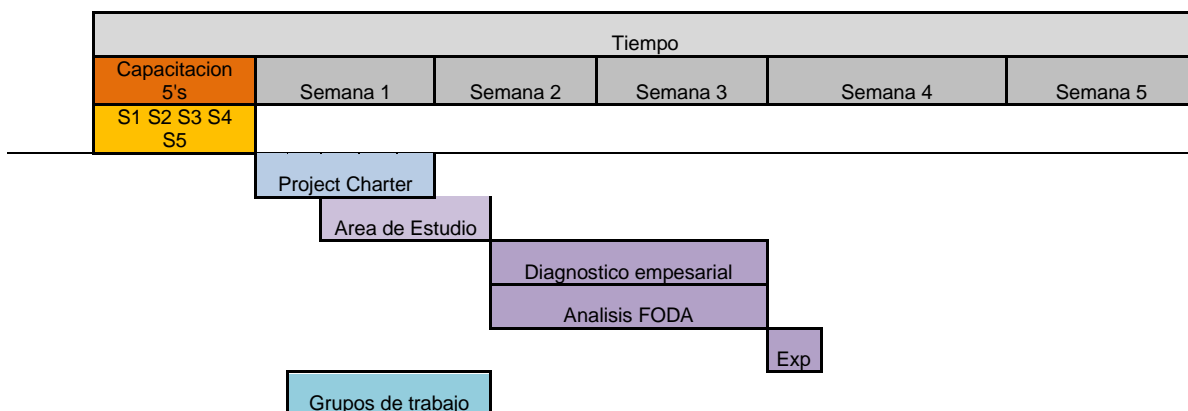 Tiempo
Capacitacion
5's
Semana 1
Semana 2
Semana 3
Semana 4
Semana 5
S1 S2 S3 S4
S5
Project Charter
Area de Estudio
Diagnostico empesarial
Analisis FODA
Exp
Grupos de trabajo